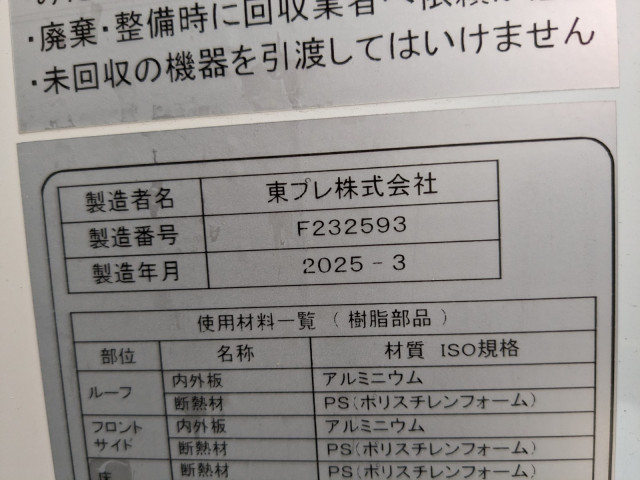 ・廃棄・整備時に回収業者へ依頼が
・未回収の機器を引渡してはいけません
製造者名 東プレ株式会社
製造番号 F232593
製造年月 2025-3
使用材料一覧 (樹脂部品)
部位 名称 材質 ISO規格
ルーフ 内外板 アルミニウム
断熱材 PS(ポリスチレンフォーム)
フロント サイド 内外板 アルミニウム
断熱材 PS(ポリスチレンフォーム)
床 断熱材 PS(ポリスチレンフォーム)